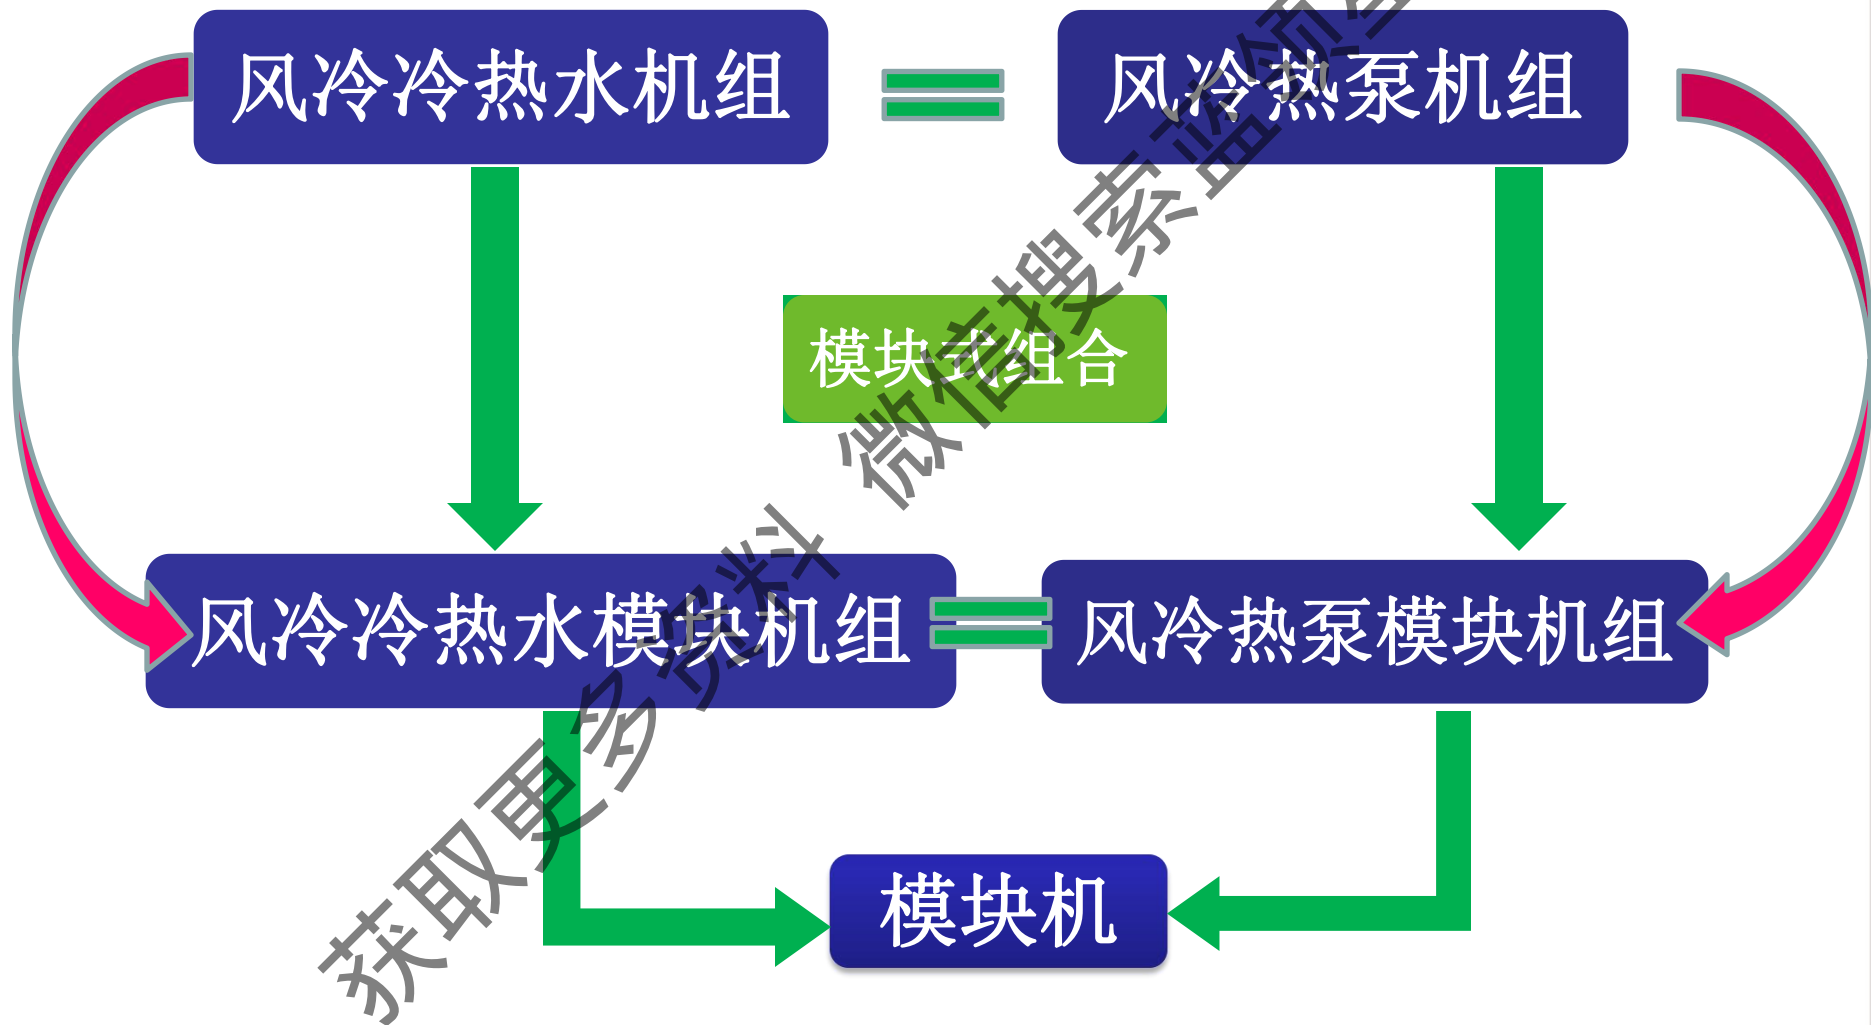 风冷冷热水机组
风冷热泵机组
模块式组合
风冷冷热水模块机组
风冷热泵模块机组
模块机
获取更多资料 微信搜索蓝领